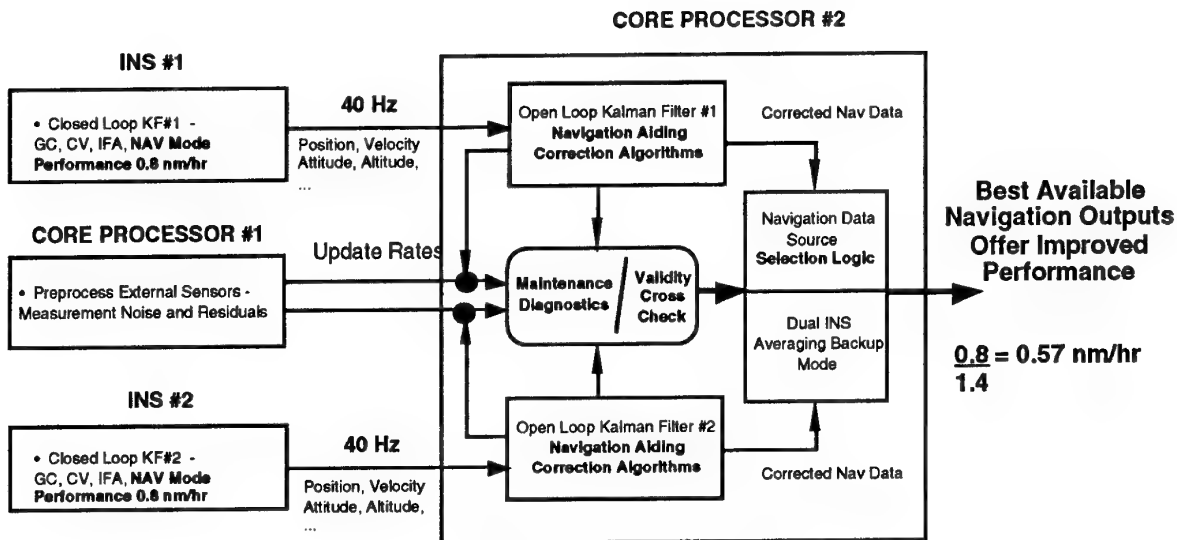 CORE PROCESSOR #2
INS #1
• Closed Loop KF#1 -
GC, CV, IFA, NAV Mode
Performance 0.8 nm/hr
40 Hz
Position, Velocity
Attitude, Altitude,
...
Open Loop Kalman Filter #1
Navigation Aiding
Correction Algorithms
Corrected Nav Data
CORE PROCESSOR #1
• Preprocess External Sensors -
Measurement Noise and Residuals
Update Rates
Maintenance
Diagnostics
/
Validity
Cross
Check
Navigation Data
Source
Selection Logic
Dual INS
Averaging Backup
Mode
Best Available
Navigation Outputs
Offer Improved
Performance
0.8 = 0.57 nm/hr
1.4
INS #2
• Closed Loop KF#2 -
GC, CV, IFA, NAV Mode
Performance 0.8 nm/hr
40 Hz
Position, Velocity
Attitude, Altitude,
...
Open Loop Kalman Filter #2
Navigation Aiding
Correction Algorithms
Corrected Nav Data